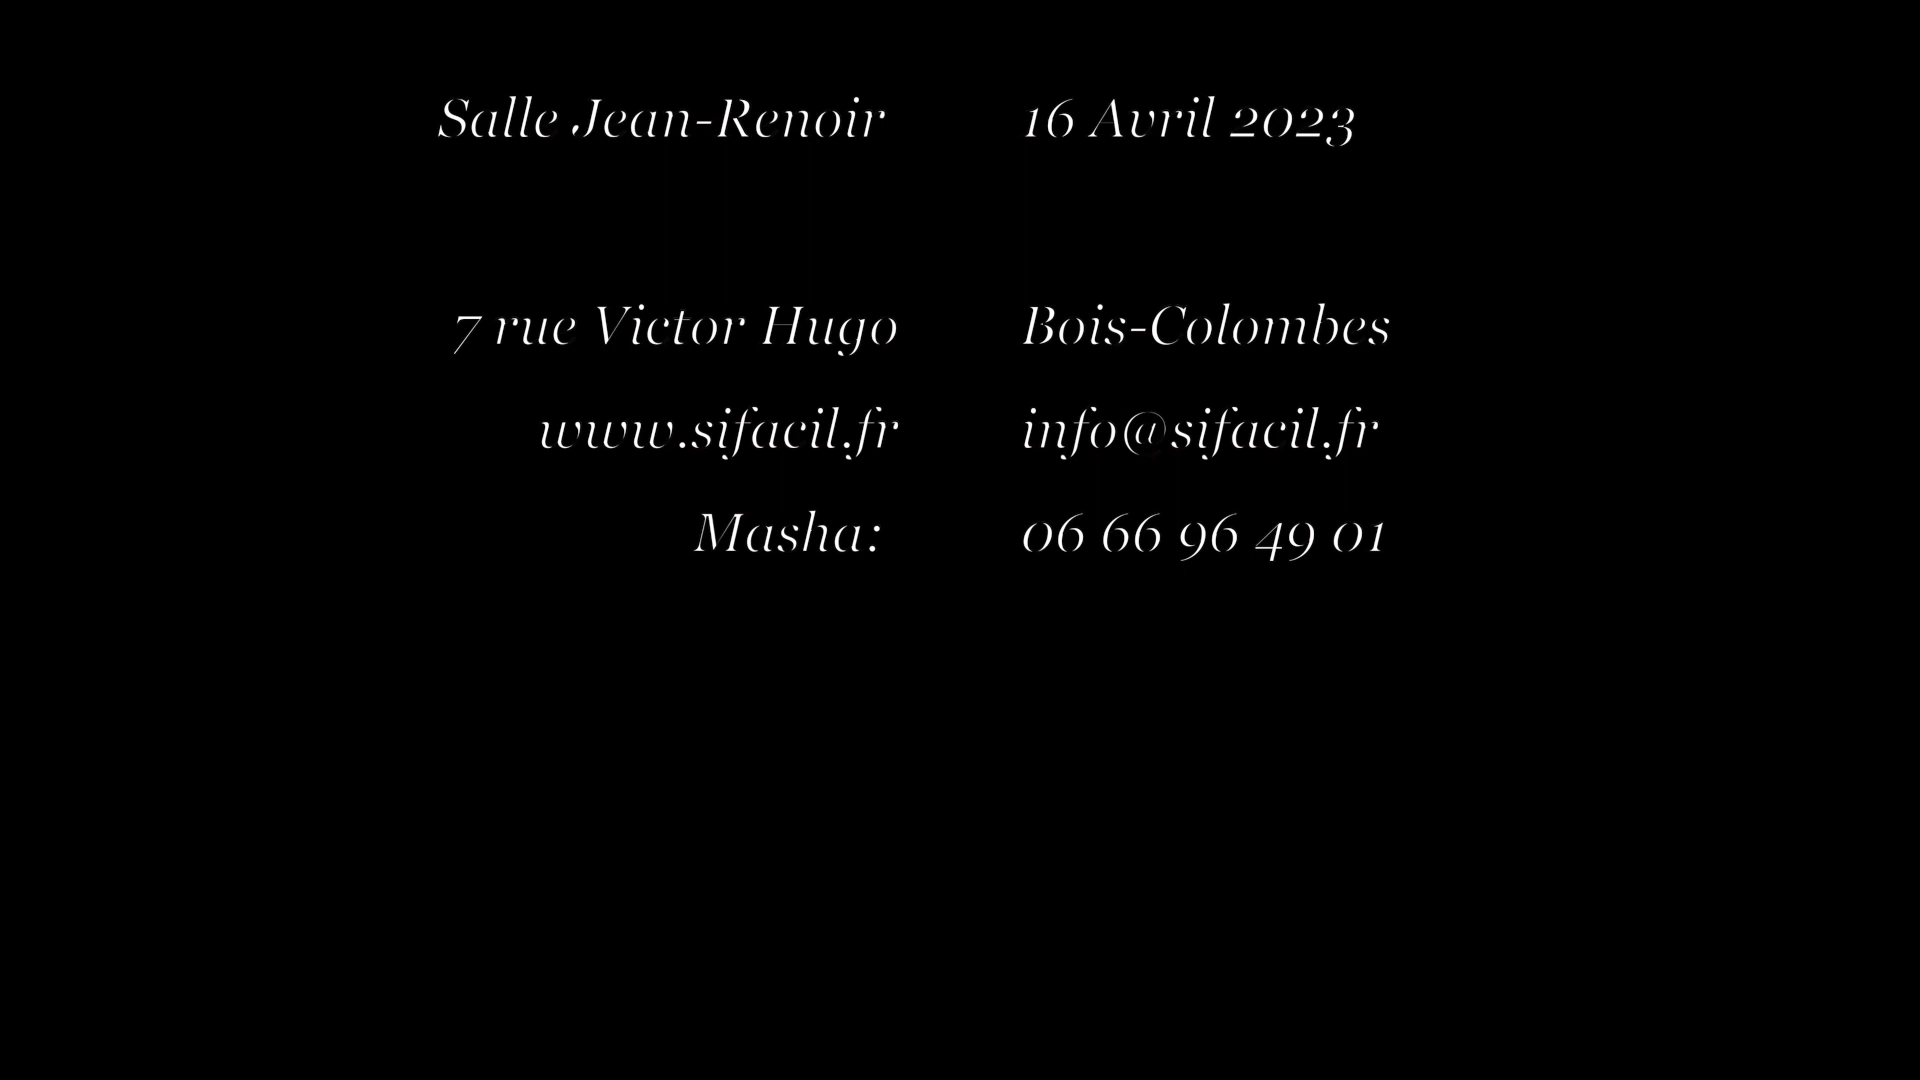 Salle Jean-Renoir 16 Avril 2023
7 rue Victor Hugo Bois-Colombes
www.sifacil.fr info@sifacil.fr
Masha: 06 66 96 49 01